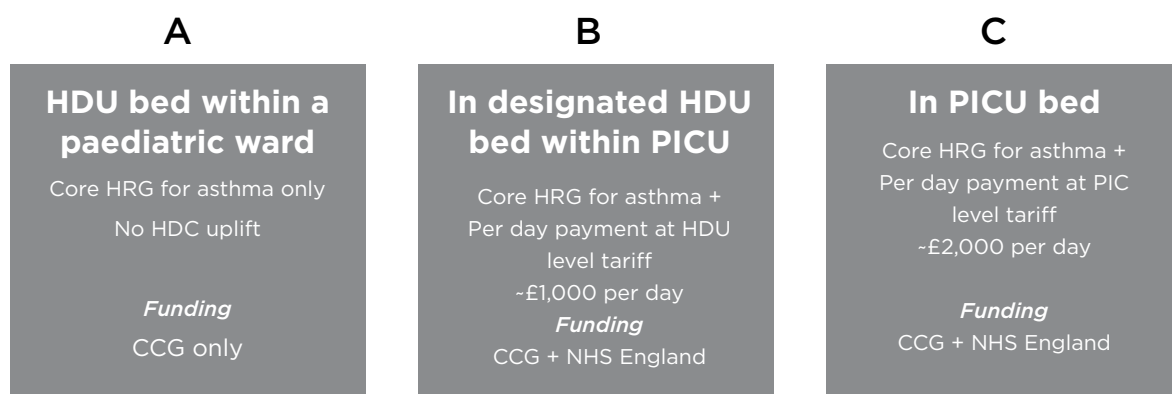 A
HDU bed within a
paediatric ward
Core HRG for asthma only
No HDC uplift
Funding
CCG only
B
In designated HDU
bed within PICU
Core HRG for asthma +
Per day payment at HDU
level tariff
~£1,000 per day
Funding
CCG + NHS England
C
In PICU bed
Core HRG for asthma +
Per day payment at PIC
level tariff
~£2,000 per day
Funding
CCG + NHS England